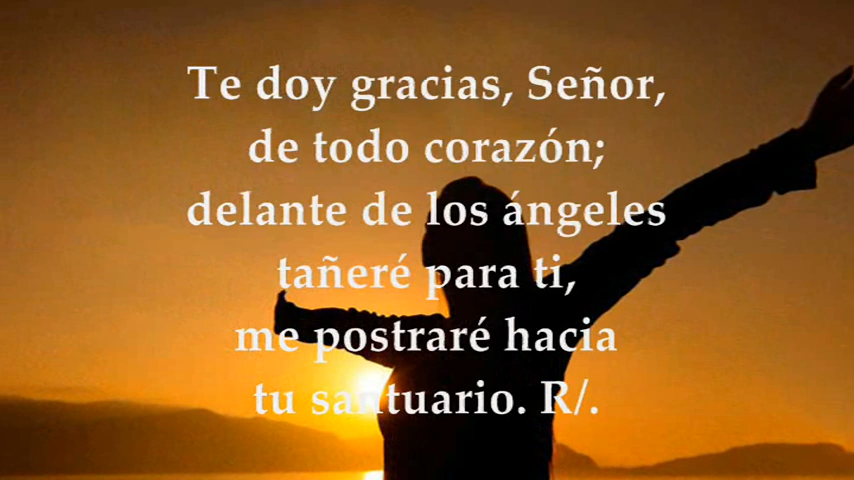 Te doy gracias, Señor,
de todo corazón;
delante de los ángeles
tañeré para ti,
me postraré hacia
tu santuario. R/.